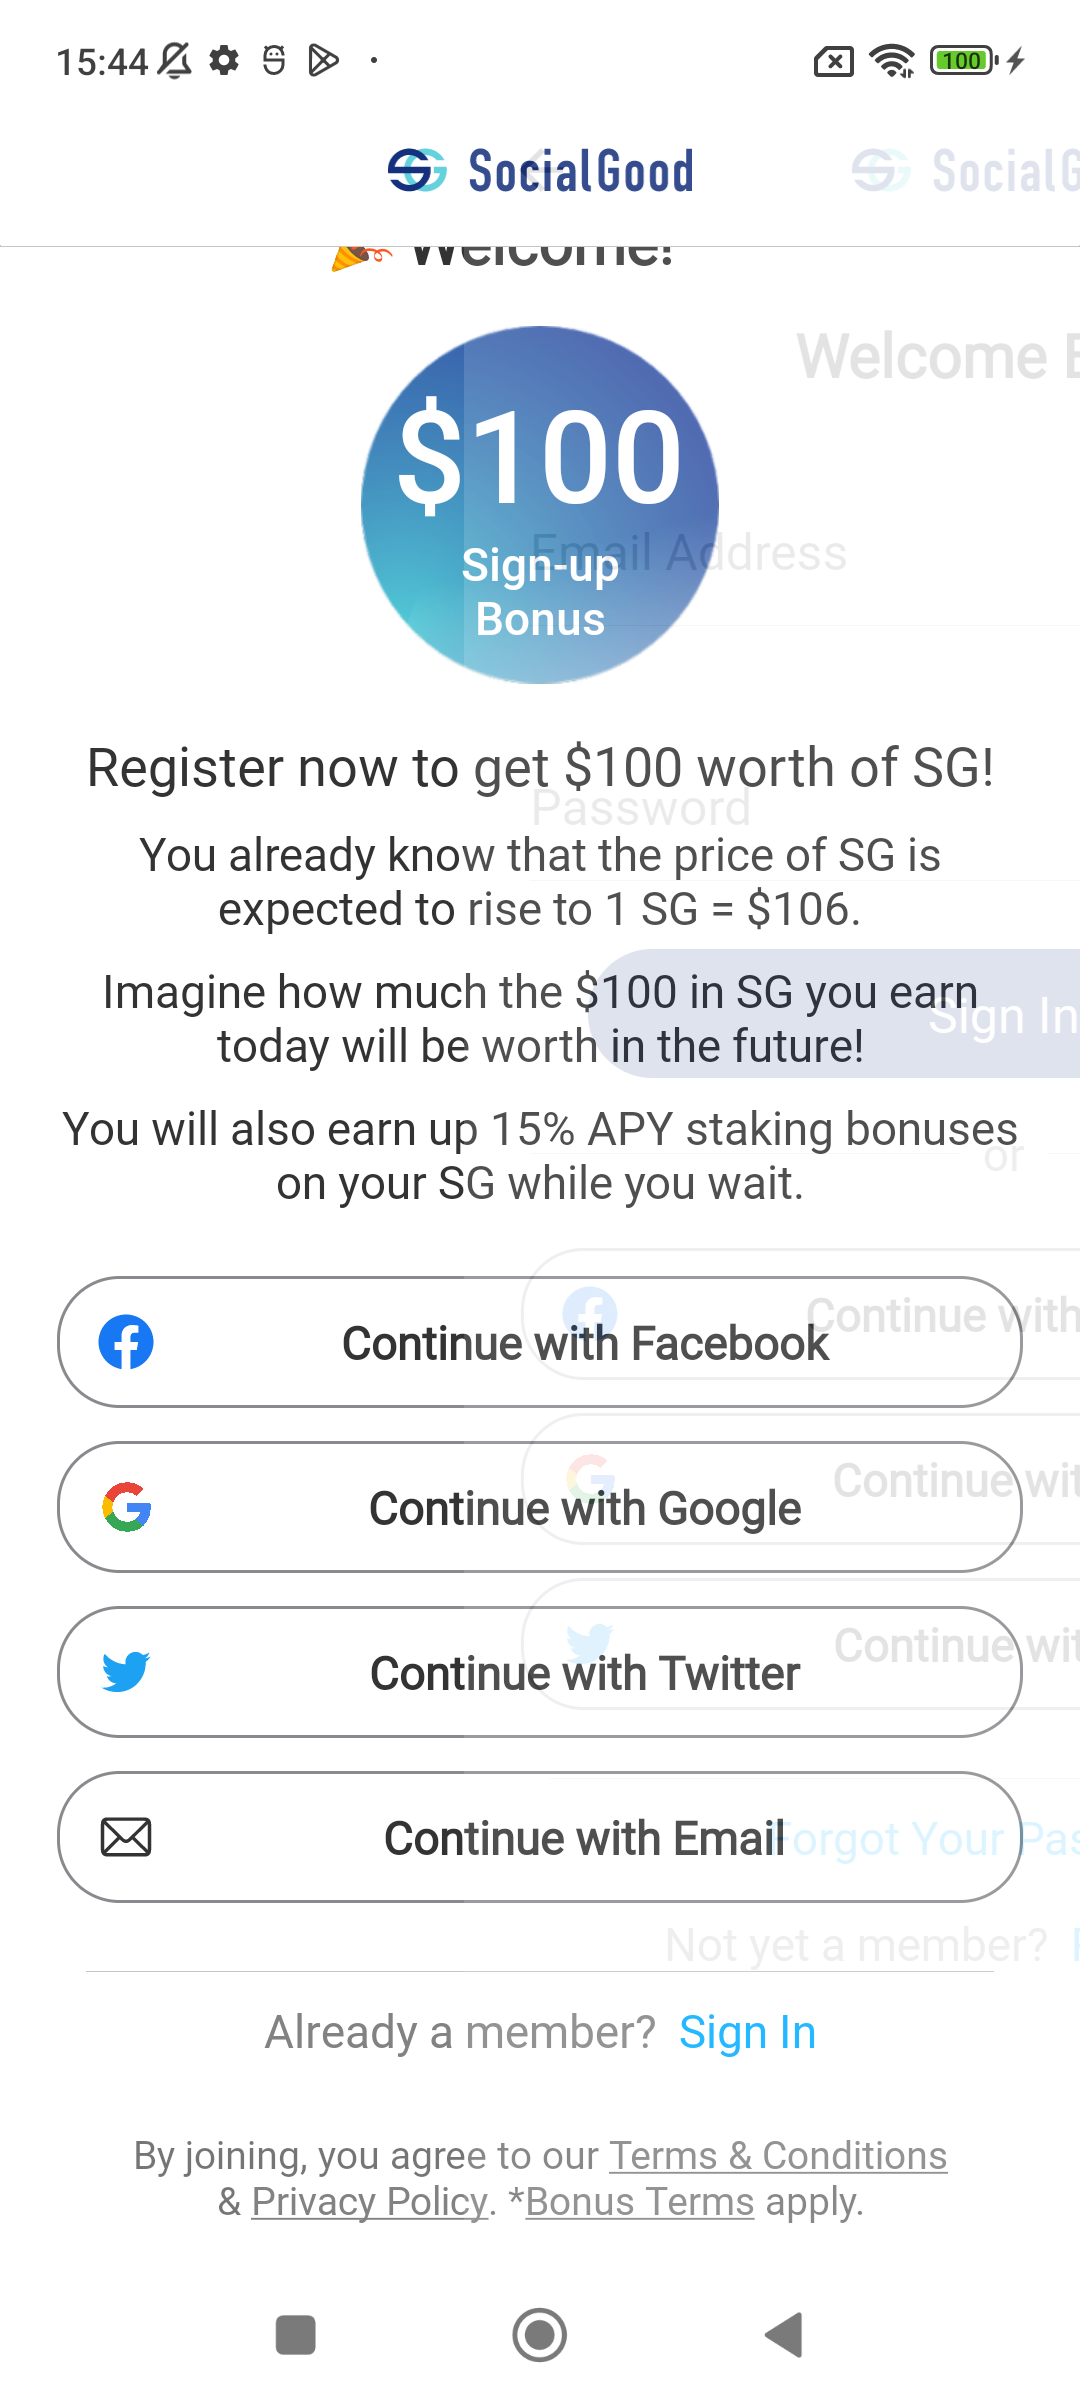 15:44
100
SocialGood
SocialG
Welcome!
Welcome
$100
Sign-up
Bonus
Email Address
Register now to get $100 worth of SG!
Password
You already know that the price of SG is
expected to rise to 1 SG = $106.
Imagine how much the $100 in SG you earn
Sign In
today will be worth in the future!
You will also earn up 15% APY staking bonuses
or
on your SG while you wait.
Continue with
Continue with Facebook
Continue wit
Continue with Google
Continue wit
Continue with Twitter
Forgot Your Pas
Continue with Email
Not yet a member?
Already a member? Sign In
By joining, you agree to our Terms & Conditions
& Privacy Policy. *Bonus Terms apply.